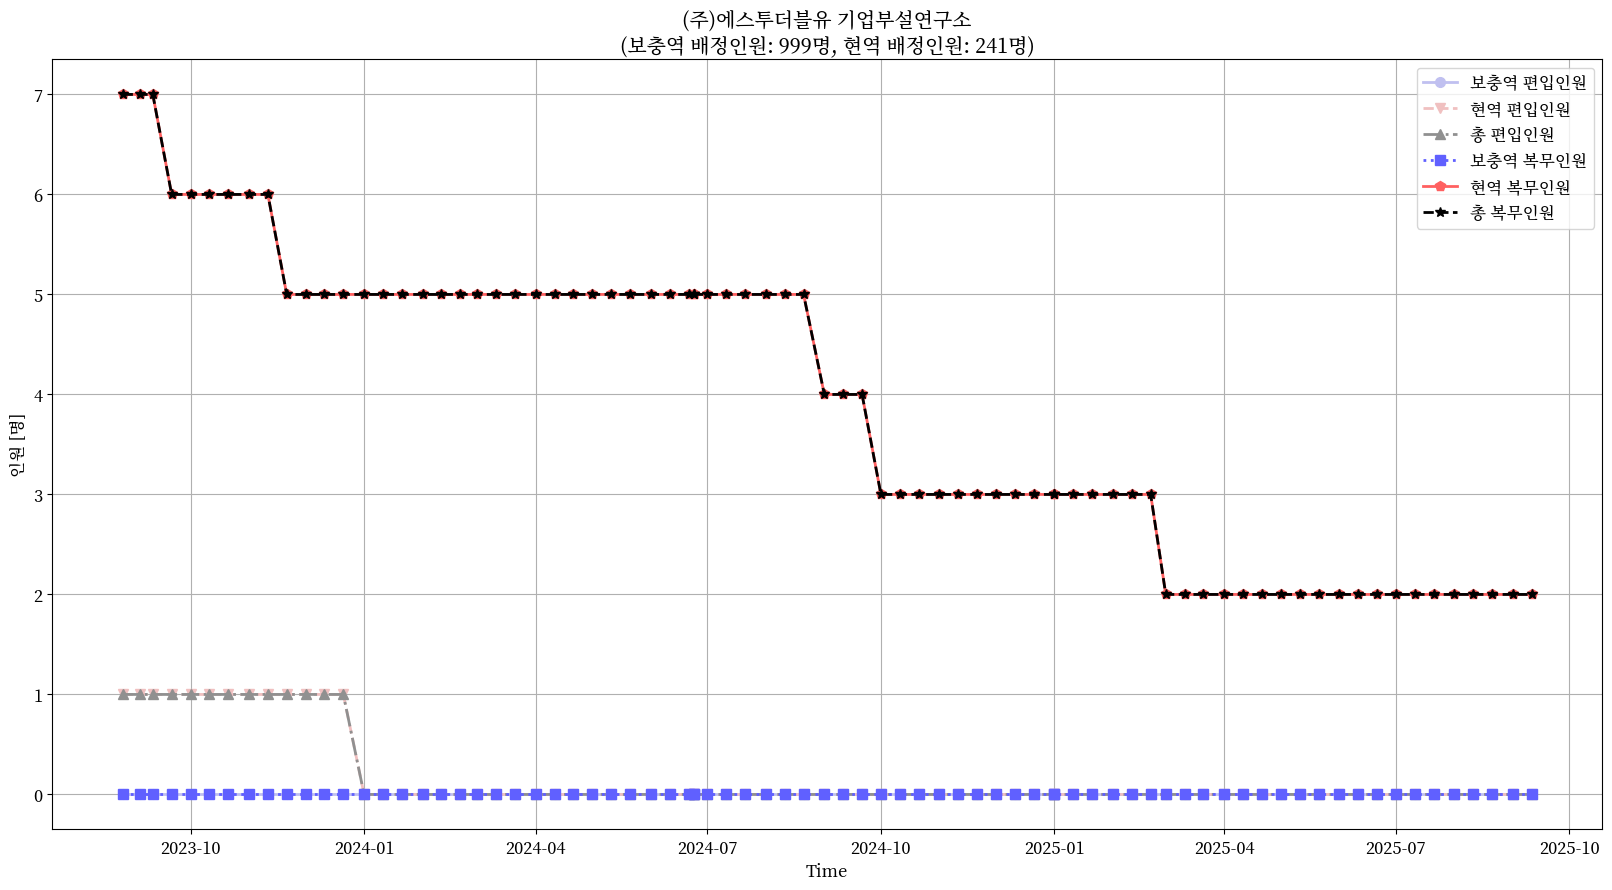 (주)에스투더블유 기업부설연구소
(보충역 배정인원: 999명, 현역 배정인원: 241명)
보충역 편입인원
현역 편입인원
총 편입인원
보충역 복무인원
현역 복무인원
총 복무인원
인원 [명]
7
6
5
4
3
2
1
0
2023-10
2024-01
2024-04
2024-07
2024-10
2025-01
2025-04
2025-07
2025-10
Time